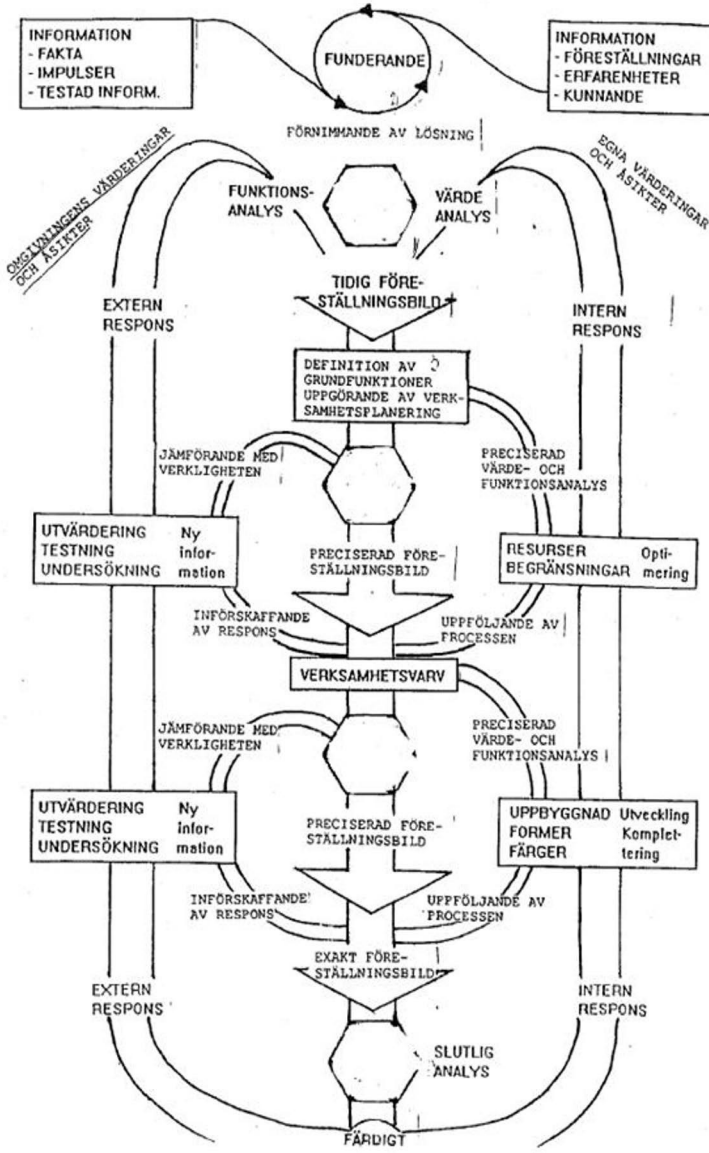 INFORMATION
- FAKTA
- IMPULSER
- TESTAD INFORM.
FUNDERANDE
INFORMATION
- FÖRESTÄLLNINGAR
- ERFARENHETER
- KUNNANDE
FÖRNIMMANDE AV LÖSNING
OMGIVNINGENS VÄRDERINGAR
OCH ÅSIKTER
EGNA VÄRDERINGAR
OCH ÅSIKTER
FUNKTIONS-
ANALYS
VÄRDE
ANALYS
TIDIG FÖRE-
STÄLLNINGSBILD
EXTERN
RESPONS
INTERN
RESPONS
DEFINITION AV
GRUNDFUNKTIONER
UPPGÖRANDE AV VERK-
SAMHETSPLANERING
JÄMFÖRANDE MED
VERKLIGHETEN
PRECISERAD
VÄRDE- OCH
FUNKTIONSANALYS
UTVÄRDERING Ny
TESTNING infor-
UNDERSÖKNING mation
PRECISERAD FÖRE-
STÄLLNINGSBILD
RESURSER Opti-
BEGRÄNSNINGAR mering
INFÖRSKAFFANDE
AV RESPONS
UPPFÖLJANDE AV
PROCESSEN
VERKSAMHETSVARV
JÄMFÖRANDE MED
VERKLIGHETEN
PRECISERAD
VÄRDE- OCH
FUNKTIONSANALYS
UTVÄRDERING Ny
TESTNING infor-
UNDERSÖKNING mation
PRECISERAD FÖRE-
STÄLLNINGSBILD
UPPBYGGNAD Utveckling
FORMER Komplet-
FÄRGER tering
INFÖRSKAFFANDE
AV RESPONS
UPPFÖLJANDE AV
PROCESSEN
EXAKT FÖRE-
STÄLLNINGSBILD
EXTERN
RESPONS
INTERN
RESPONS
SLUTLIG
ANALYS
FÄRDIGT